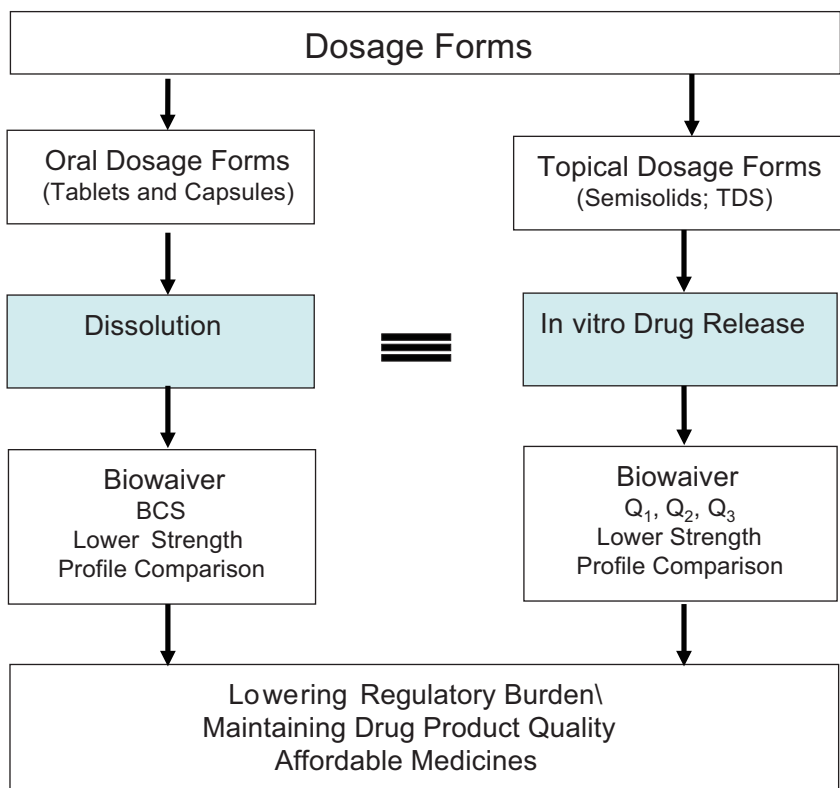 Dosage Forms
Oral Dosage Forms
(Tablets and Capsules)
Topical Dosage Forms
(Semisolids; TDS)
Dissolution
In vitro Drug Release
Biowaiver
BCS
Lower Strength
Profile Comparison
Biowaiver
Q₁, Q₂, Q₃
Lower Strength
Profile Comparison
Lowering Regulatory Burden\
Maintaining Drug Product Quality
Affordable Medicines